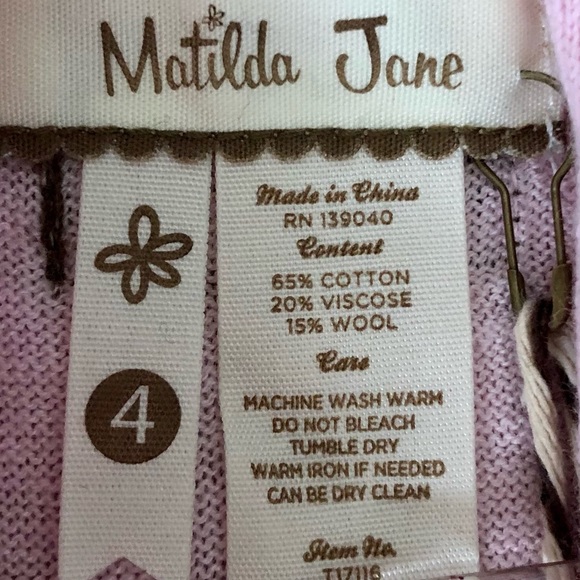 Matilda Jane
Made in China
RN 139040
Content
65% COTTON
20% VISCOSE
15% WOOL
Care
MACHINE WASH WARM
DO NOT BLEACH
TUMBLE DRY
WARM IRON IF NEEDED
CAN BE DRY CLEAN
Item No.
T17116
4